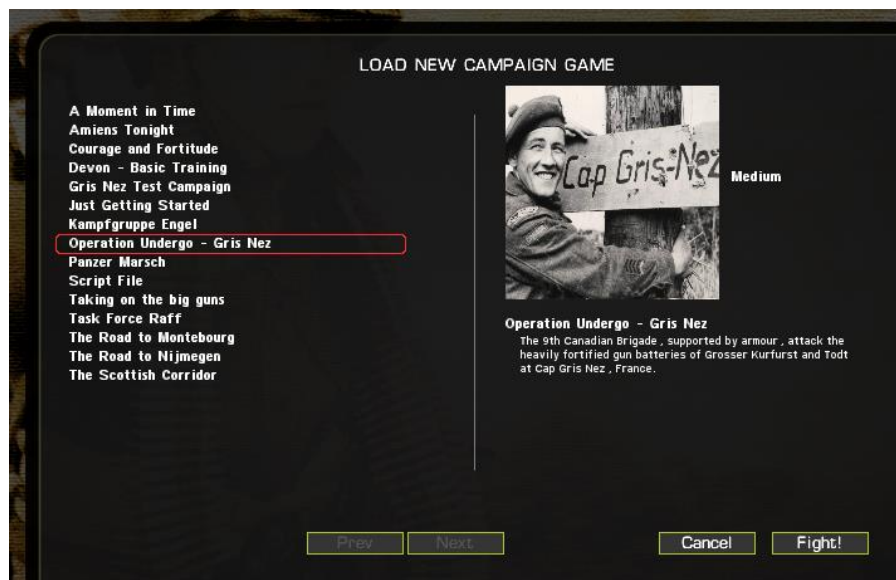 LOAD NEW CAMPAIGN GAME
A Moment in Time
Amiens Tonight
Courage and Fortitude
Devon - Basic Training
Gris Nez Test Campaign
Just Getting Started
Kampfgruppe Engel
Operation Undergo - Gris Nez
Panzer Marsch
Script File
Taking on the big guns
Task Force Raff
The Road to Montebourg
The Road to Nijmegen
The Scottish Corridor
Cap Gris-Nez
Medium
Operation Undergo - Gris Nez
The 9th Canadian Brigade , supported by armour , attack the
heavily fortified gun batteries of Grosser Kurfurst and Todt
at Cap Gris Nez , France.
Prev
Next
Cancel
Fight!